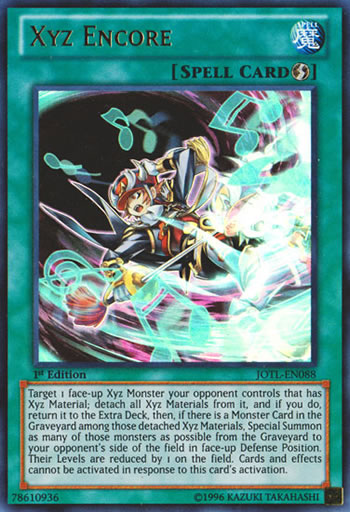 Xyz Encore
魔
[Spell Card]
1st Edition
JOTL-EN088
Target 1 face-up Xyz Monster your opponent controls that has
Xyz Material; detach all Xyz Materials from it, and if you do,
return it to the Extra Deck, then, if there is a Monster Card in the
Graveyard among those detached Xyz Materials, Special Summon
as many of those monsters as possible from the Graveyard to
your opponent's side of the field in face-up Defense Position.
Their Levels are reduced by 1 on the field. Cards and effects
cannot be activated in response to this card's activation.
78610936
©1996 KAZUKI TAKAHASHI